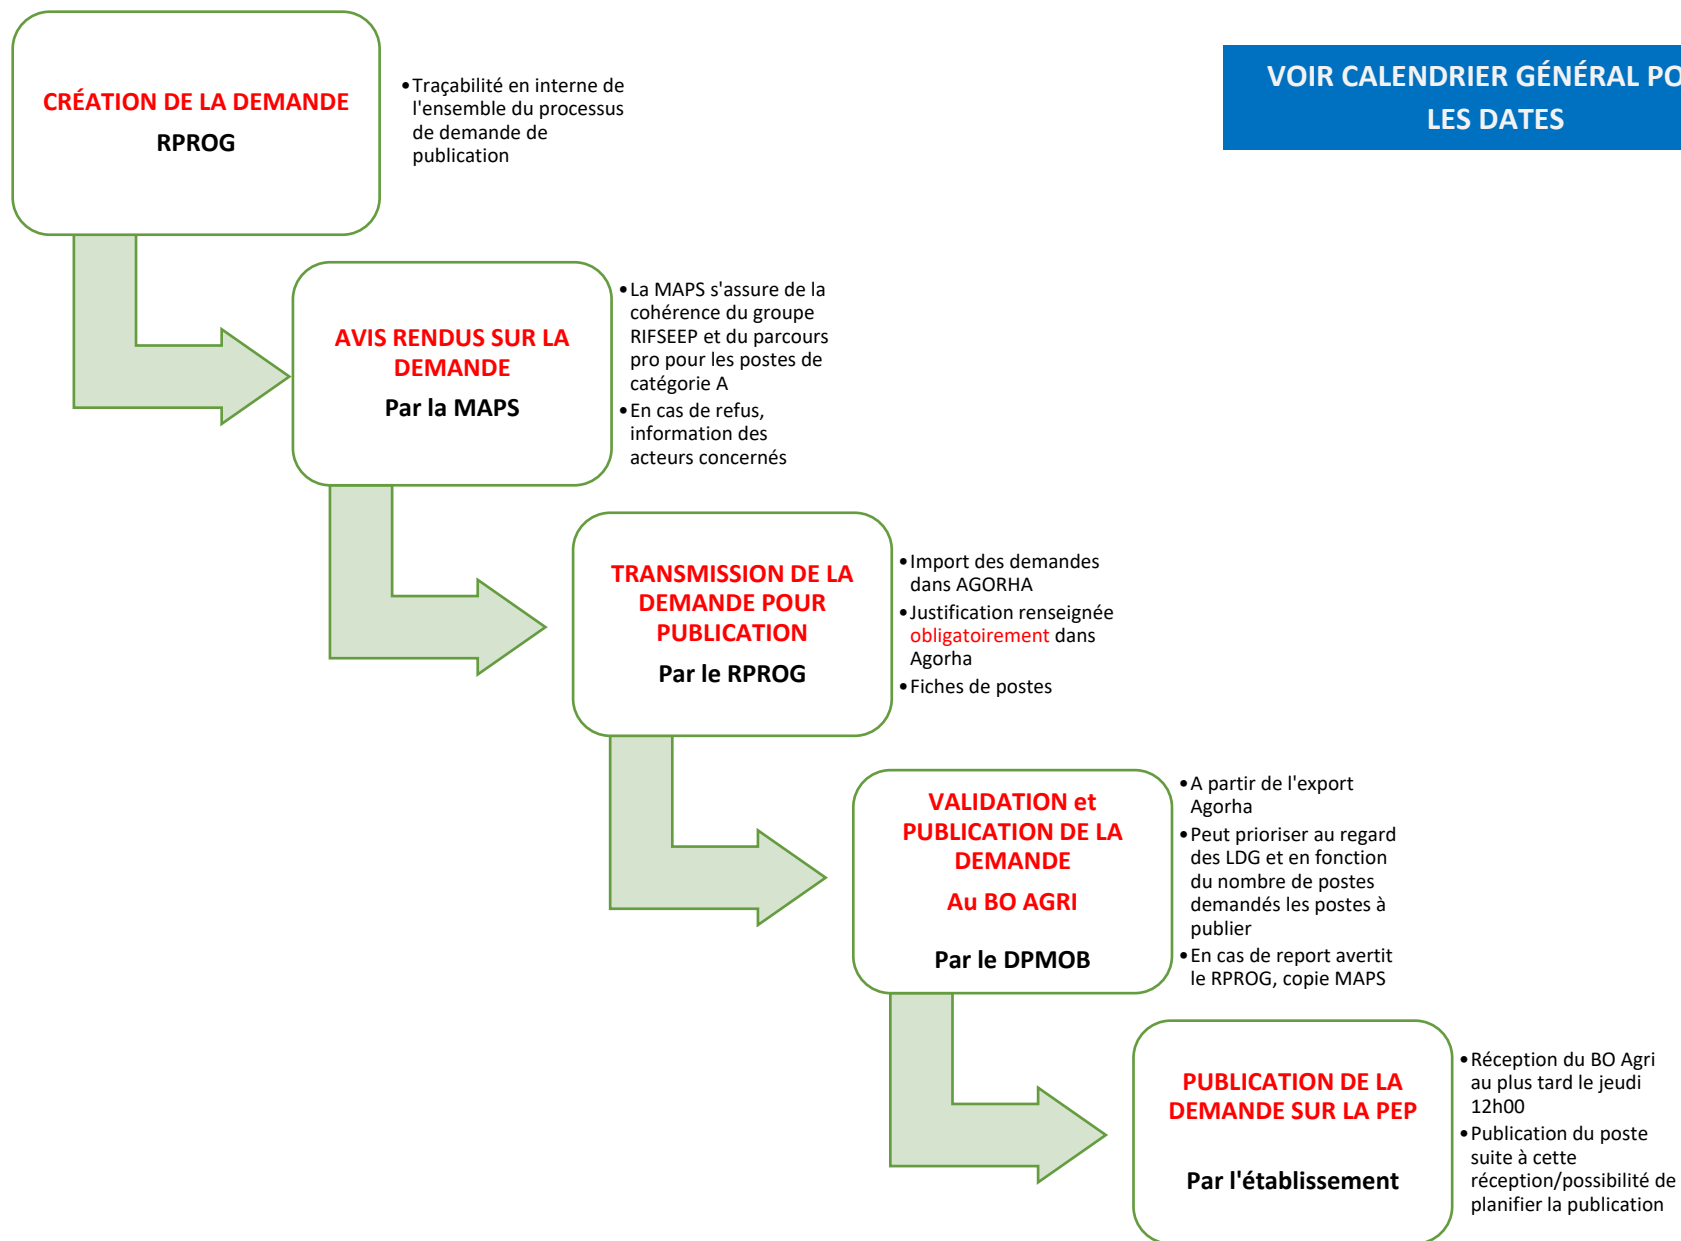 CRÉATION DE LA DEMANDE
RPROG
•Traçabilité en interne de
l'ensemble du processus
de demande de
publication
VOIR CALENDRIER GÉNÉRAL PO
LES DATES
AVIS RENDUS SUR LA
DEMANDE
Par la MAPS
•La MAPS s'assure de la
cohérence du groupe
RIFSEEP et du parcours
pro pour les postes de
catégorie A
•En cas de refus,
information des
acteurs concernés
TRANSMISSION DE LA
DEMANDE POUR
PUBLICATION
Par le RPROG
•Import des demandes
dans AGORHA
•Justification renseignée
obligatoirement dans
Agorha
•Fiches de postes
VALIDATION et
PUBLICATION DE LA
DEMANDE
Au BO AGRI
Par le DPMOB
•A partir de l'export
Agorha
•Peut prioriser au regard
des LDG et en fonction
du nombre de postes
demandés les postes à
publier
•En cas de report avertit
le RPROG, copie MAPS
PUBLICATION DE LA
DEMANDE SUR LA PEP
Par l'établissement
•Réception du BO Agri
au plus tard le jeudi
12h00
•Publication du poste
suite à cette
réception/possibilité de
planifier la publication